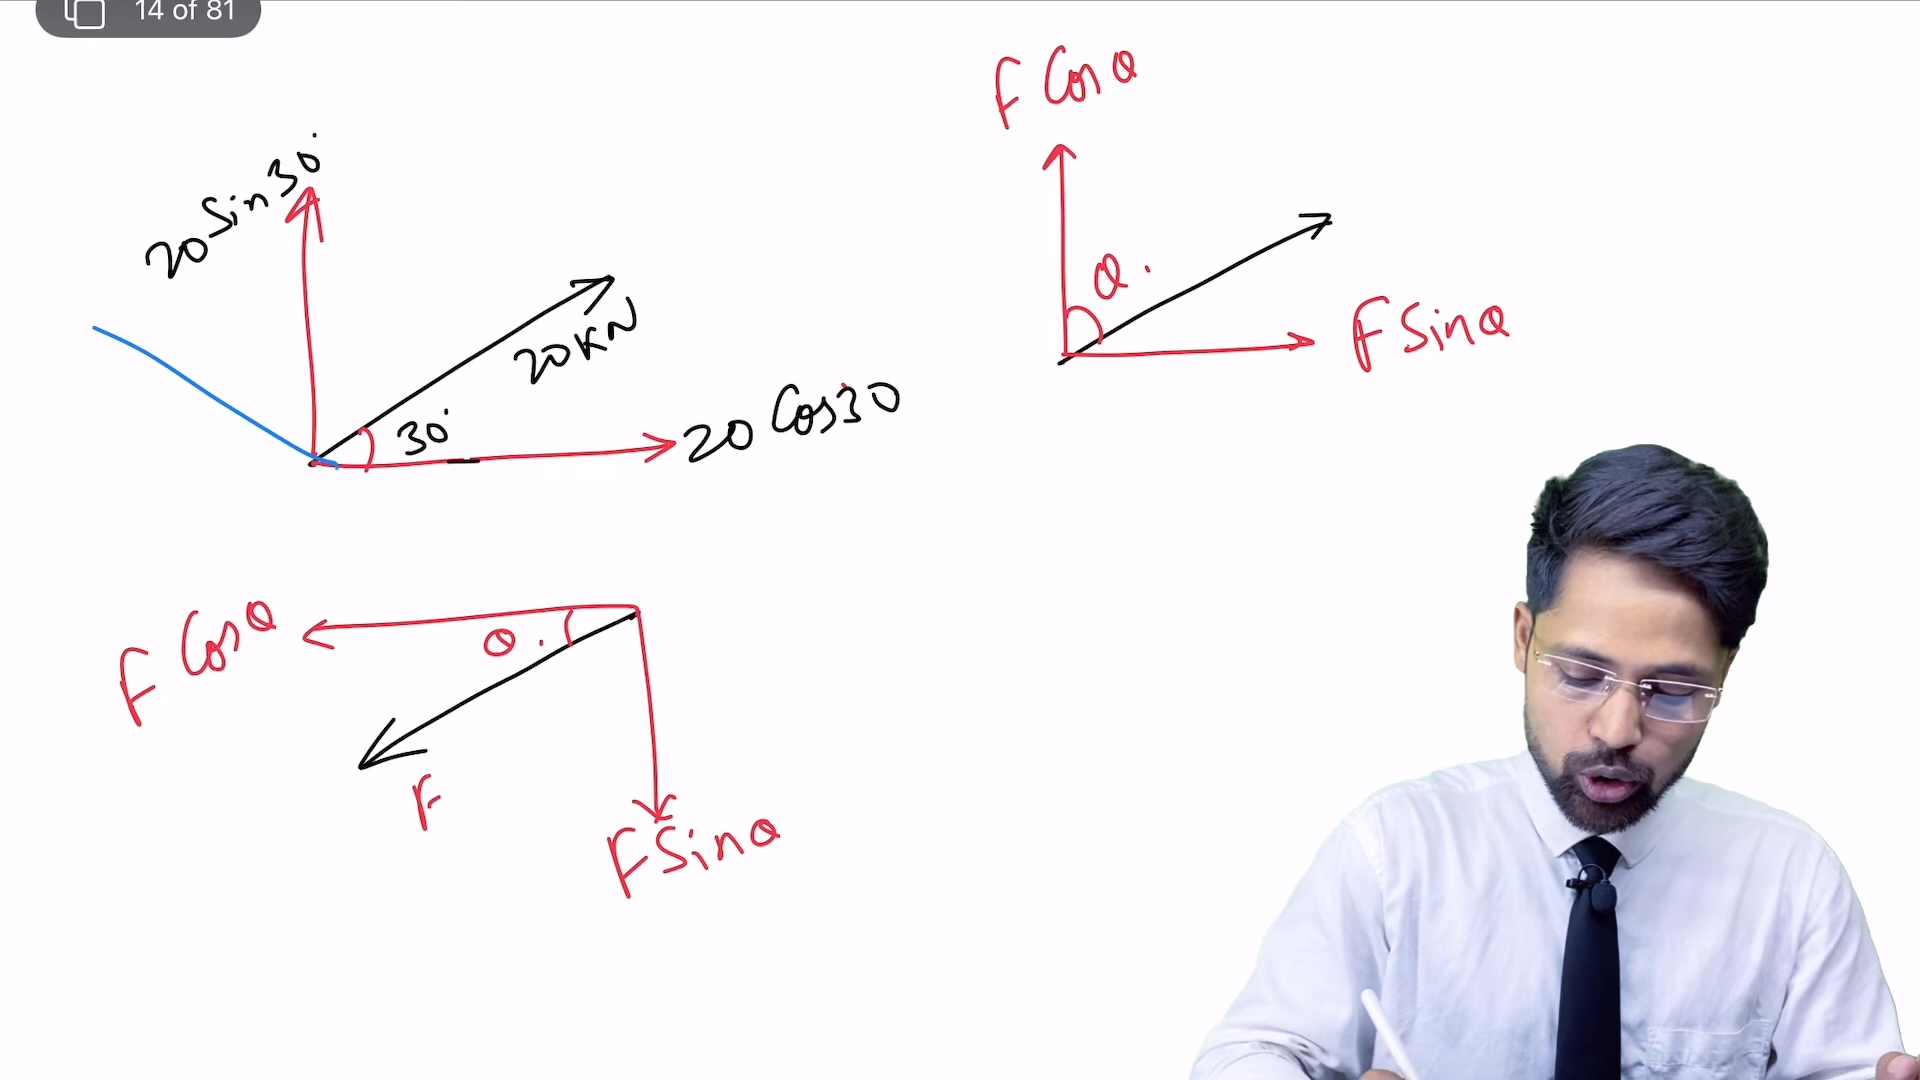 14 of 81
20 Sin 30°
20 KN
30°
20 Cos 30
F Cos θ
θ
F Sin θ
F Cos θ
θ
F
F Sin θ